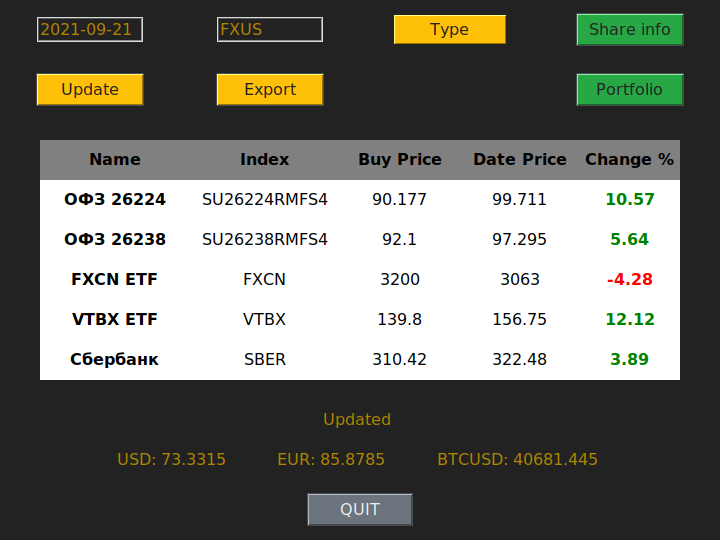 2021-09-21 FXUS Type Share info
Update Export Portfolio
Name Index Buy Price Date Price Change %
ОФЗ 26224 SU26224RMFS4 90.177 99.711 10.57
ОФЗ 26238 SU26238RMFS4 92.1 97.295 5.64
FXCN ETF FXCN 3200 3063 -4.28
VTBX ETF VTBX 139.8 156.75 12.12
Сбербанк SBER 310.42 322.48 3.89
Updated
USD: 73.3315 EUR: 85.8785 BTCUSD: 40681.445
QUIT